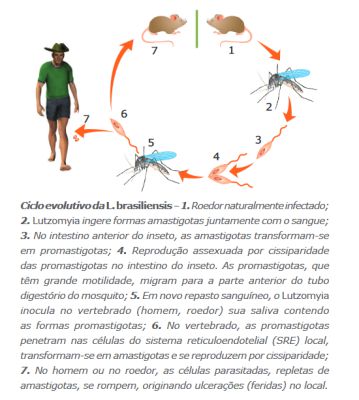 7
1
2
7
6
3
5
4
Ciclo evolutivo da L. brasiliensis – 1. Roedor naturalmente infectado;
2. Lutzomyia ingere formas amastigotas juntamente com o sangue;
3. No intestino anterior do inseto, as amastigotas transformam-se
em promastigotas; 4. Reprodução assexuada por cissiparidade
das promastigotas no intestino do inseto. As promastigotas, que
têm grande motilidade, migram para a parte anterior do tubo
digestório do mosquito; 5. Em novo repasto sanguíneo, o Lutzomyia
inocula no vertebrado (homem, roedor) sua saliva contendo
as formas promastigotas; 6. No vertebrado, as promastigotas
penetram nas células do sistema reticuloendotelial (SRE) local,
transformam-se em amastigotas e se reproduzem por cissiparidade;
7. No homem ou no roedor, as células parasitadas, repletas de
amastigotas, se rompem, originando ulcerações (feridas) no local.